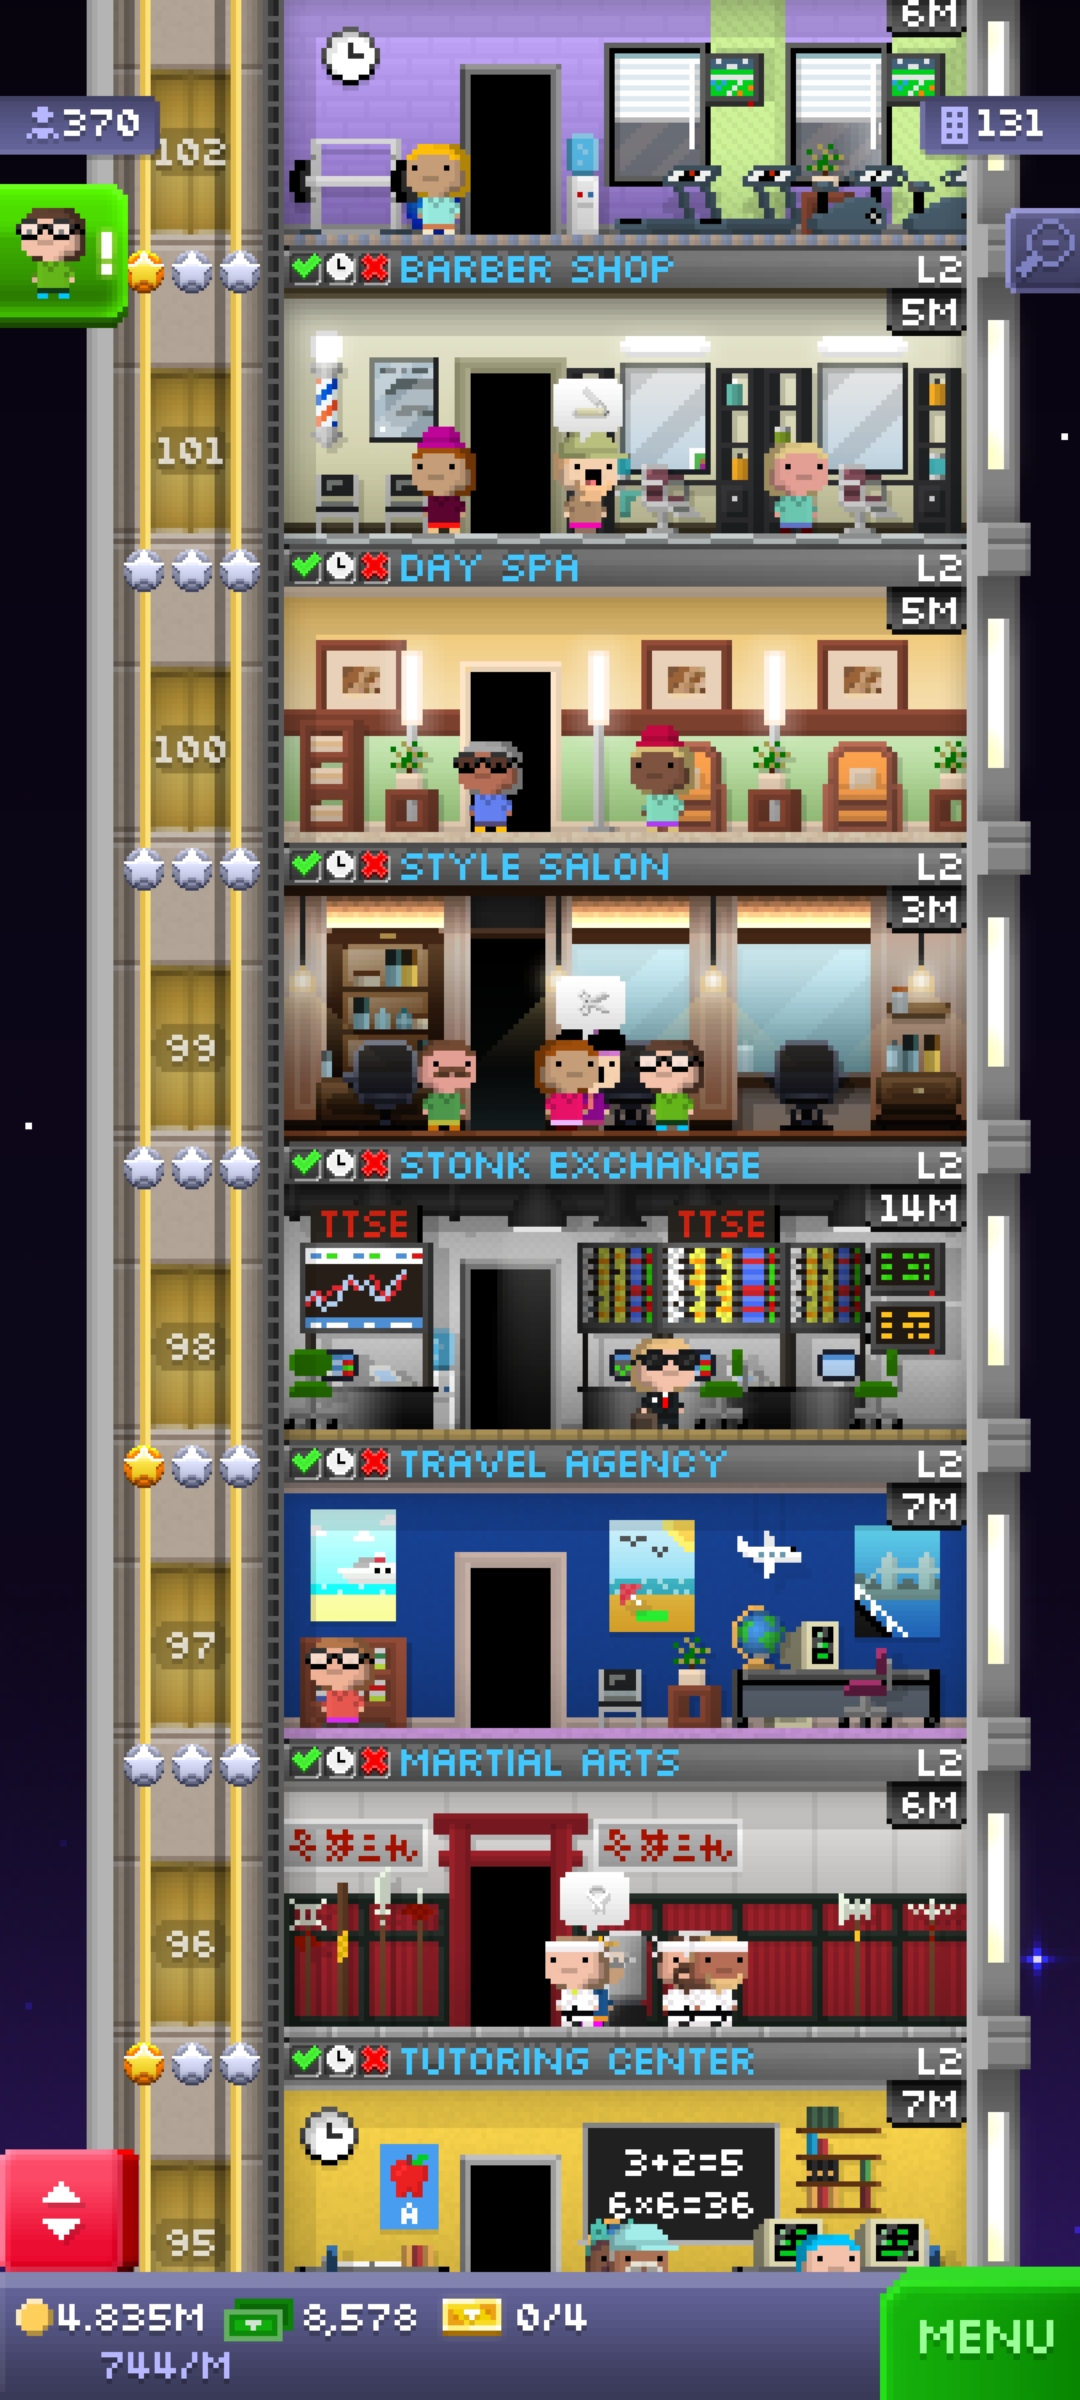 6M
370
131
102
!
BARBER SHOP L2
5M
101
DAY SPA L2
5M
100
STYLE SALON L2
3M
99
STONK EXCHANGE L2
14M
TTSE TTSE
98
TRAVEL AGENCY L2
7M
97
MARTIAL ARTS L2
6M
96
TUTORING CENTER L2
7M
3+2=5
6x6=36
A
95
4.835M 8,578 0/4
744/M
MENU